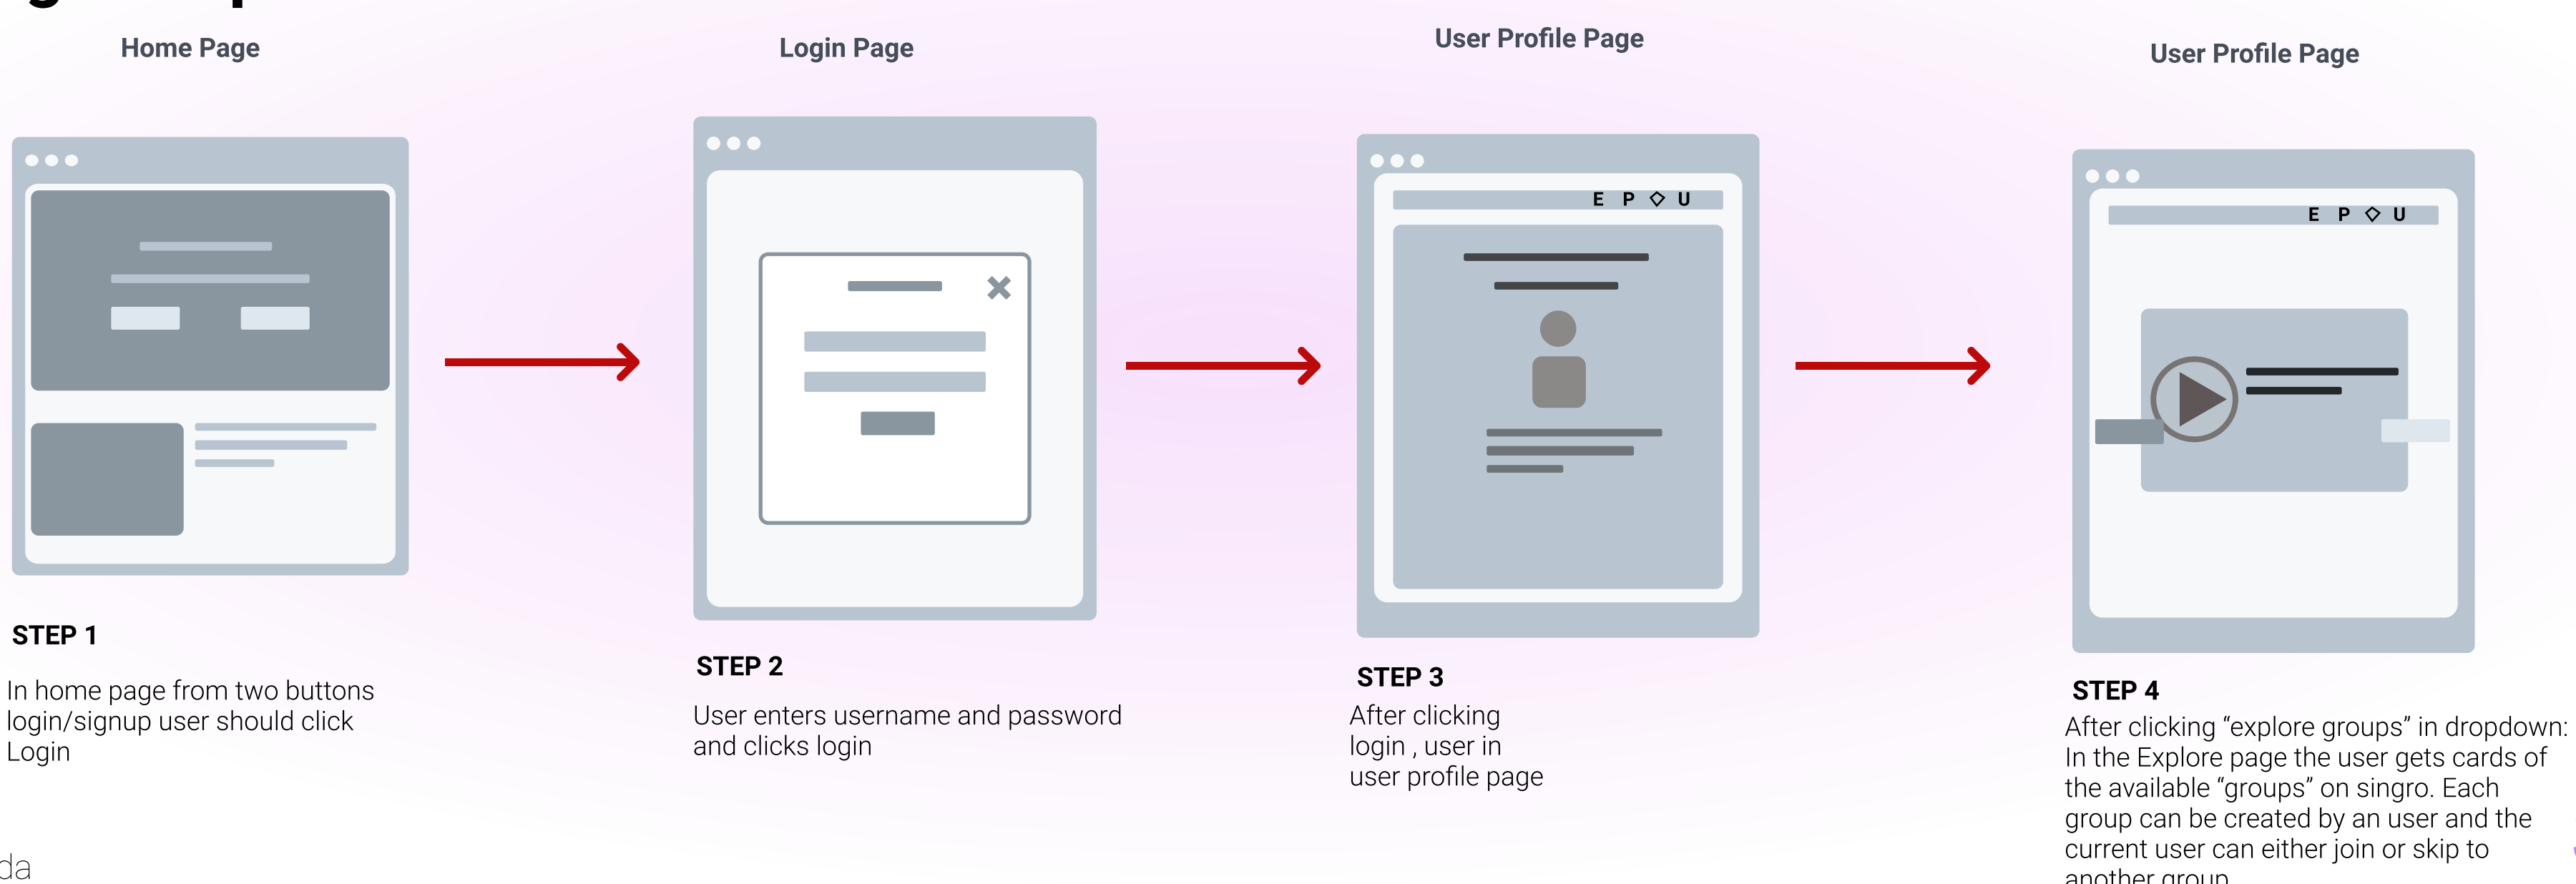 Home Page
Login Page
User Profile Page
User Profile Page
E P ◇ U
E P ◇ U
STEP 1
In home page from two buttons
login/signup user should click
Login
STEP 2
User enters username and password
and clicks login
STEP 3
After clicking
login , user in
user profile page
STEP 4
After clicking “explore groups” in dropdown:
In the Explore page the user gets cards of
the available “groups” on singro. Each
group can be created by an user and the
current user can either join or skip to
another group
da